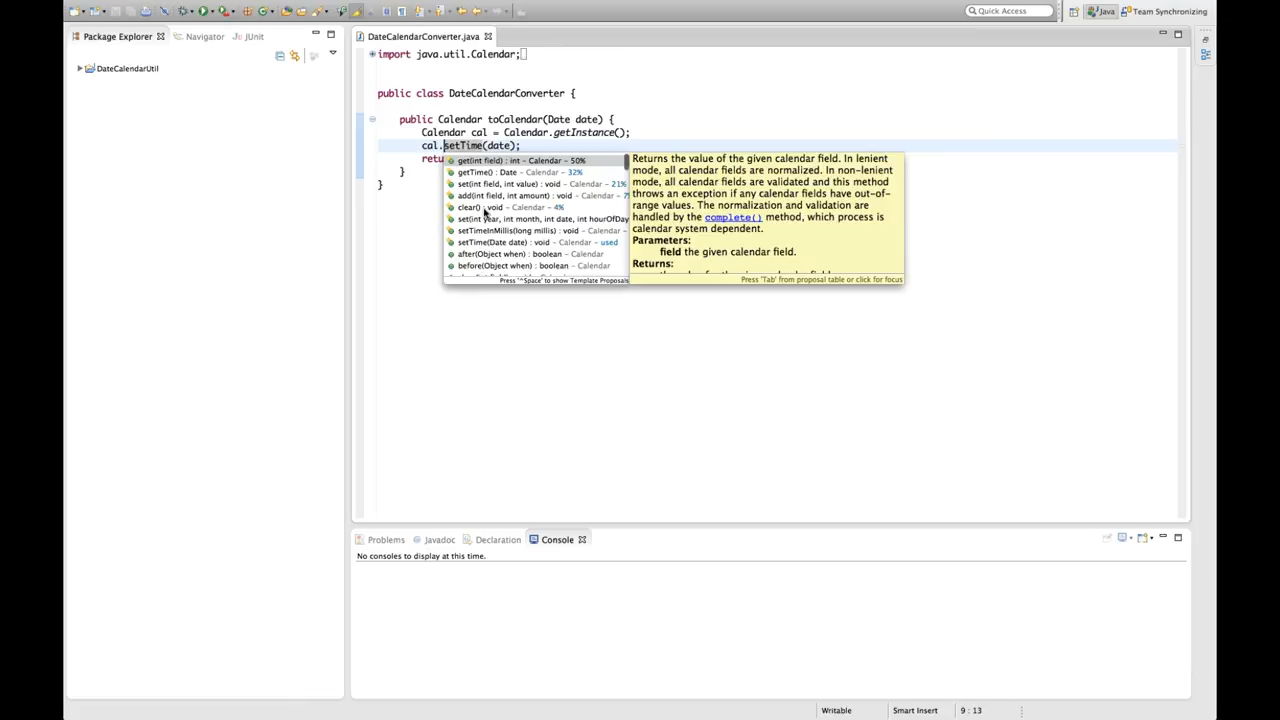 Quick Access
Java
Team Synchronizing
Package Explorer
Navigator
JUnit
DateCalendarUtil
DateCalendarConverter.java
import java.util.Calendar;
public class DateCalendarConverter {
public Calendar toCalendar(Date date) {
Calendar cal = Calendar.getInstance();
cal.setTime(date);
retu
}
}
get(int field) : int - Calendar - 50%
getTime() : Date - Calendar - 32%
set(int field, int value) : void - Calendar - 21%
add(int field, int amount) : void - Calendar - 7%
clear() : void - Calendar - 4%
set(int year, int month, int date, int hourOfDay
setTimeInMillis(long millis) : void - Calendar
setTime(Date date) : void - Calendar - used
after(Object when) : boolean - Calendar
before(Object when) : boolean - Calendar
Press '^Space' to show Template Proposals
Returns the value of the given calendar field. In lenient
mode, all calendar fields are normalized. In non-lenient
mode, all calendar fields are validated and this method
throws an exception if any calendar fields have out-of-
range values. The normalization and validation are
handled by the complete() method, which process is
calendar system dependent.
Parameters:
field the given calendar field.
Returns:
Press 'Tab' from proposal table or click for focus
Problems
Javadoc
Declaration
Console
No consoles to display at this time.
Writable
Smart Insert
9 : 13